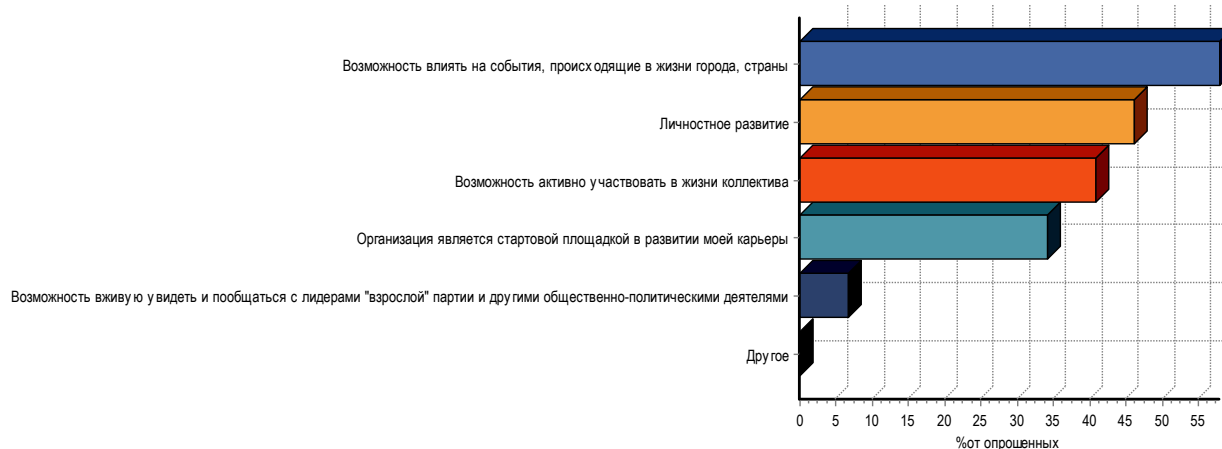 Возможность влиять на события, происходящие в жизни города, страны
Личностное развитие
Возможность активно участвовать в жизни коллектива
Организация является стартовой площадкой в развитии моей карьеры
Возможность вживую увидеть и пообщаться с лидерами "взрослой" партии и другими общественно-политическими деятелями
Другое
0 5 10 15 20 25 30 35 40 45 50 55
%от опрошенных